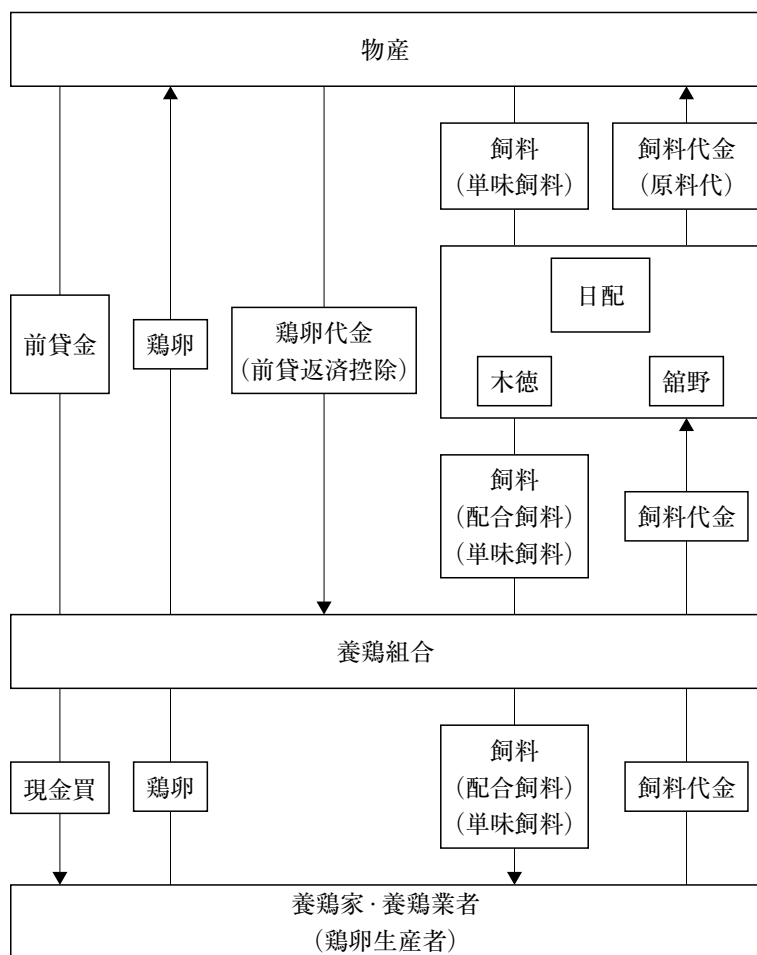 物産
飼料
(単味飼料)
飼料代金
(原料代)
日配
前貸金
鶏卵
鶏卵代金
(前貸返済控除)
木徳
舘野
飼料
(配合飼料)
(単味飼料)
飼料代金
養鶏組合
現金買
鶏卵
飼料
(配合飼料)
(単味飼料)
飼料代金
養鶏家・養鶏業者
(鶏卵生産者)